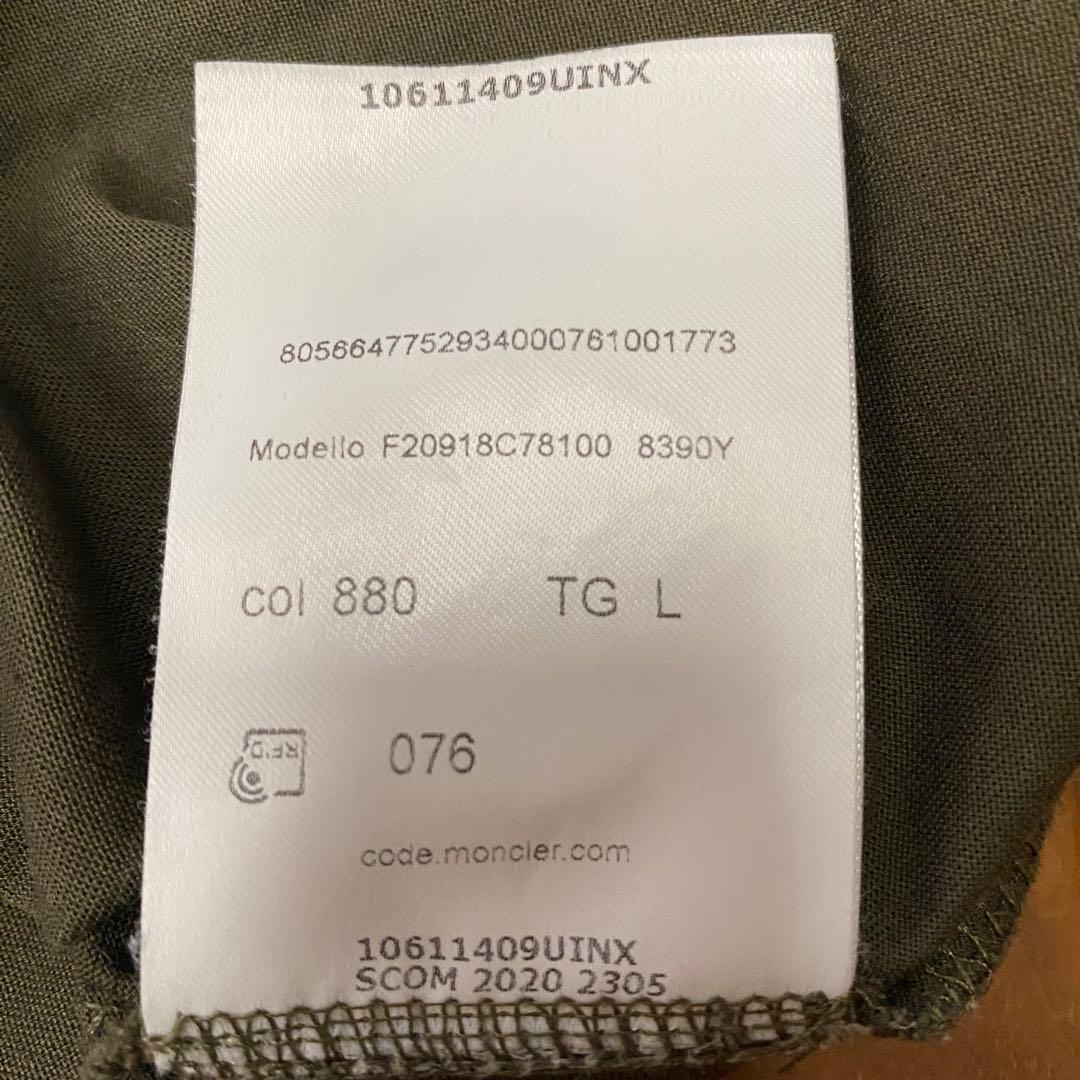 10611409UINX
8056647752934000761001773
Modello F20918C78100 8390Y
col 880 TG L
RFID
076
code.moncler.com
10611409UINX
SCOM 2020 2305